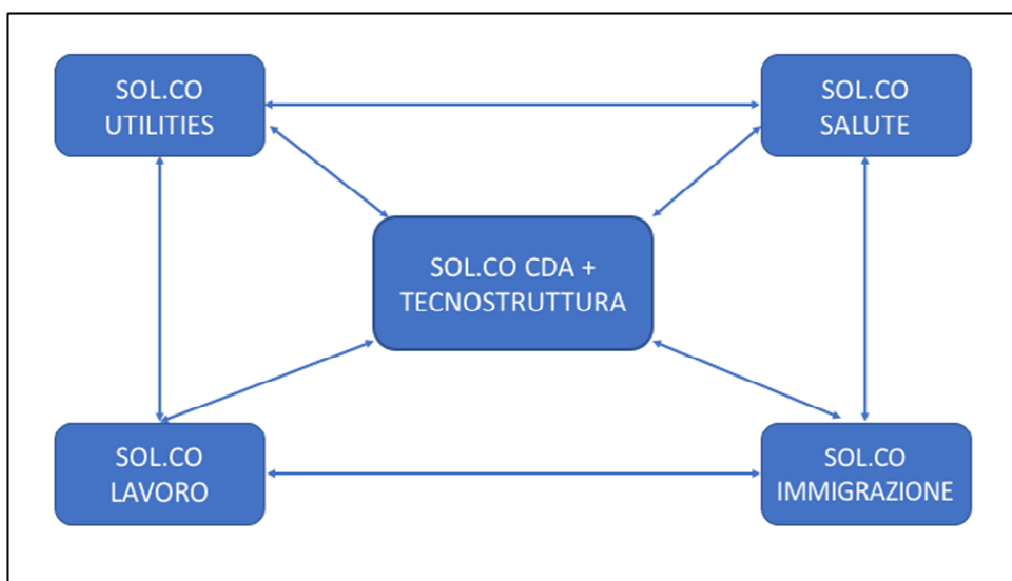 SOL.CO
UTILITIES
SOL.CO
SALUTE
SOL.CO CDA +
TECNOSTRUTTURA
SOL.CO
LAVORO
SOL.CO
IMMIGRAZIONE